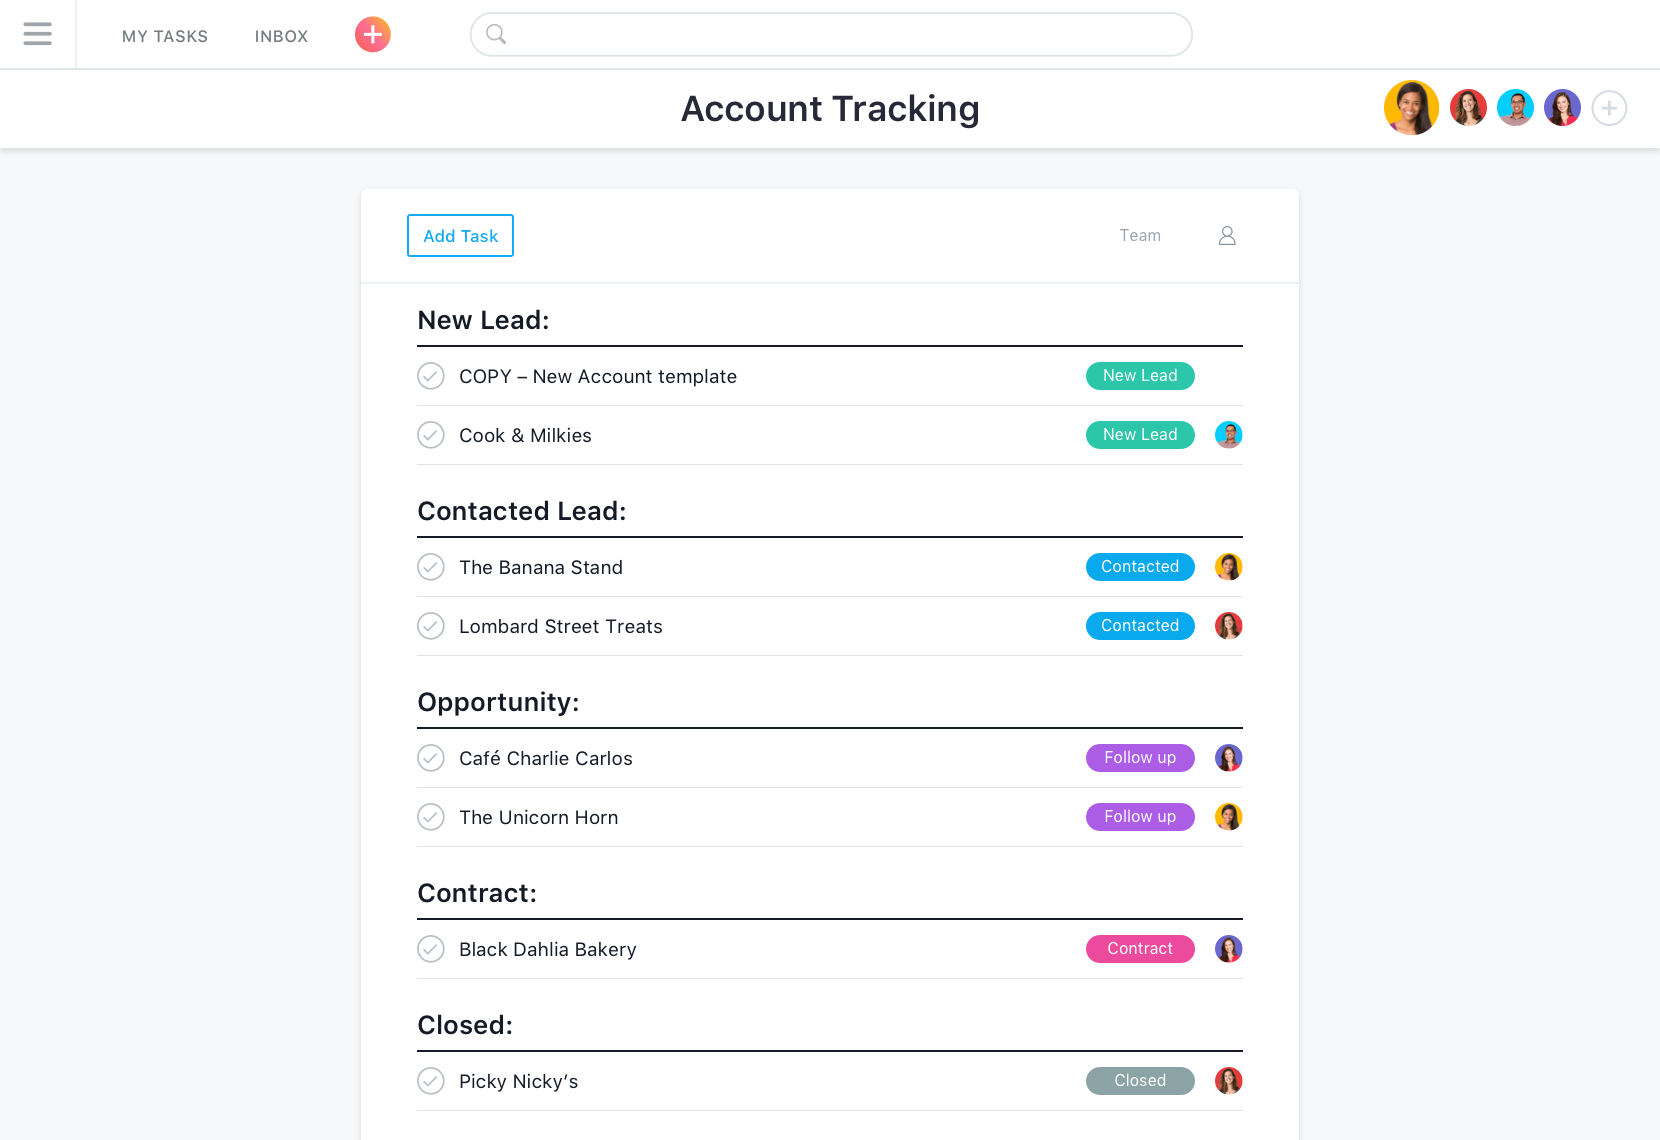 MY TASKS
INBOX
Account Tracking
Add Task
Team
New Lead:
COPY – New Account template
New Lead
Cook & Milkies
New Lead
Contacted Lead:
The Banana Stand
Contacted
Lombard Street Treats
Contacted
Opportunity:
Café Charlie Carlos
Follow up
The Unicorn Horn
Follow up
Contract:
Black Dahlia Bakery
Contract
Closed:
Picky Nicky’s
Closed